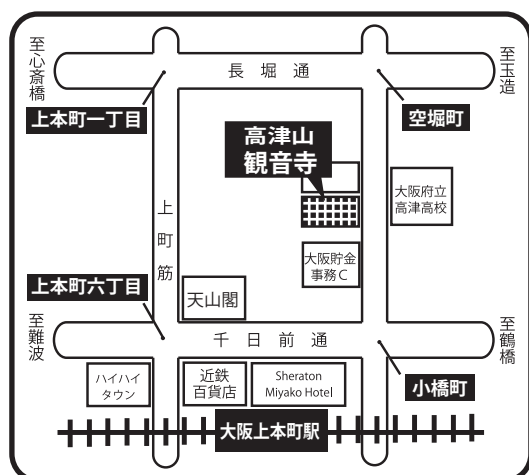 至心斎橋
長堀通
至玉造
上本町一丁目
空堀町
高津山
観音寺
大阪府立
高津高校
上町筋
大阪貯金
事務C
上本町六丁目
天山閣
至難波
千日前通
至鶴橋
ハイハイ
タウン
近鉄
百貨店
Sheraton
Miyako Hotel
小橋町
大阪上本町駅